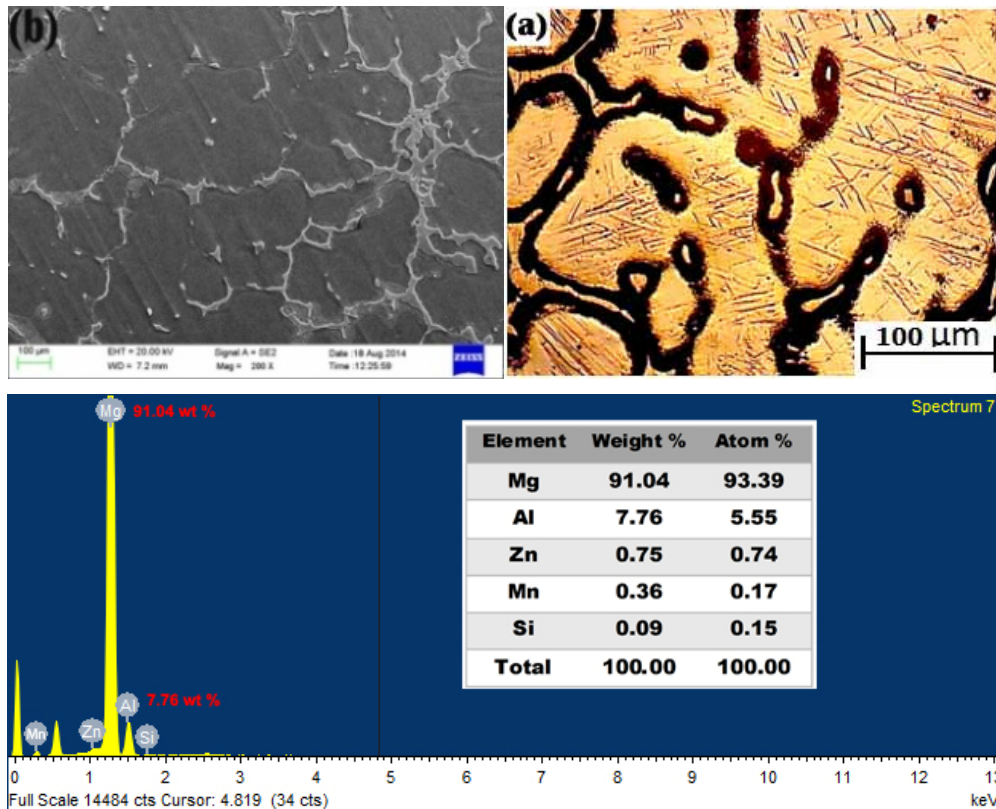 (b)
(a)
100 µm
EHT = 20.00 kV
Signal A = SE2
Date :18 Aug 2014
WD = 7.2 mm
Mag = 200 X
Time :12:25:59
ZEISS
100 µm
Mg 91.04 wt %
Spectrum 7
Element Weight % Atom %
Mg 91.04 93.39
Al 7.76 5.55
Zn 0.75 0.74
Mn 0.36 0.17
Si 0.09 0.15
Total 100.00 100.00
7.76 wt %
Al
Mn
Zn
Si
0 1 2 3 4 5 6 7 8 9 10 11 12 13
Full Scale 14484 cts Cursor: 4.819 (34 cts)
keV